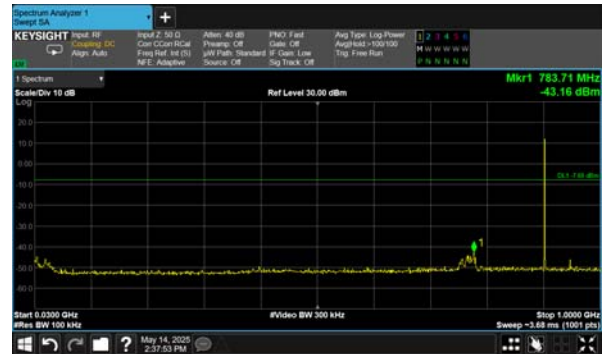 Spectrum Analyzer 1
Swept SA
KEYSIGHT
Input: RF
Coupling: DC
Align: Auto
Input Z: 50 Ω
Corr CCorr RCal
Freq Ref: Int (S)
NFE: Adaptive
Atten: 40 dB
Preamp: Off
µW Path: Standard
Source: Off
PNO: Fast
Gate: Off
IF Gain: Low
Sig Track: Off
Avg Type: Log-Power
Avg|Hold:>100/100
Trig: Free Run
1 2 3 4 5 6
M W W W W W
P N N N N N
1 Spectrum
Scale/Div 10 dB
Ref Level 30.00 dBm
Mkr1 783.71 MHz
-43.16 dBm
Log
20.0
10.0
0.00
DL1 -7.68 dBm
-10.0
-20.0
-30.0
-40.0
1
-50.0
-60.0
Start 0.0300 GHz
#Video BW 300 kHz
Stop 1.0000 GHz
#Res BW 100 kHz
Sweep ~3.68 ms (1001 pts)
May 14, 2025
2:37:53 PM